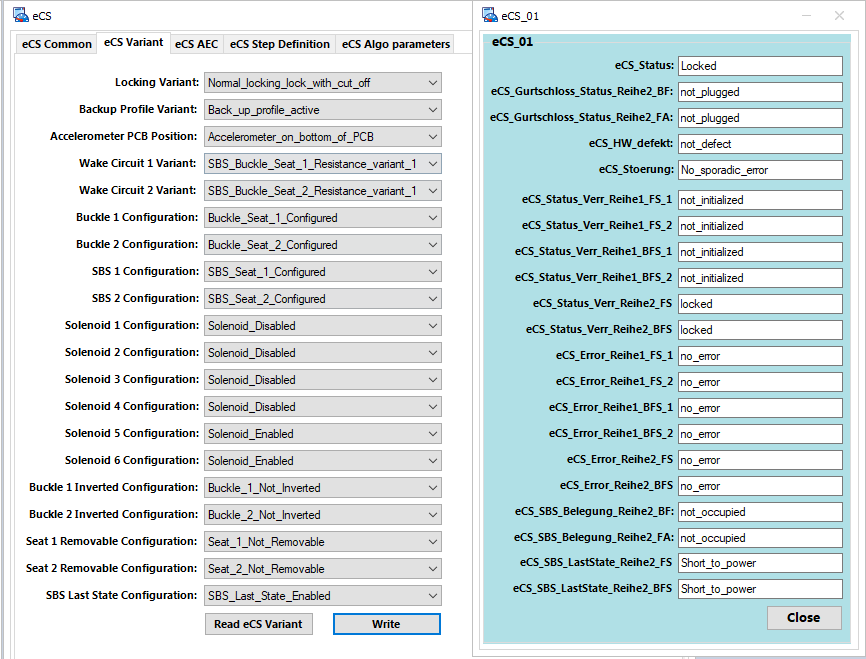 eCS
eCS Common eCS Variant eCS AEC eCS Step Definition eCS Algo parameters
Locking Variant: Normal_locking_lock_with_cut_off
Backup Profile Variant: Back_up_profile_active
Accelerometer PCB Position: Accelerometer_on_bottom_of_PCB
Wake Circuit 1 Variant: SBS_Buckle_Seat_1_Resistance_variant_1
Wake Circuit 2 Variant: SBS_Buckle_Seat_2_Resistance_variant_1
Buckle 1 Configuration: Buckle_Seat_1_Configured
Buckle 2 Configuration: Buckle_Seat_2_Configured
SBS 1 Configuration: SBS_Seat_1_Configured
SBS 2 Configuration: SBS_Seat_2_Configured
Solenoid 1 Configuration: Solenoid_Disabled
Solenoid 2 Configuration: Solenoid_Disabled
Solenoid 3 Configuration: Solenoid_Disabled
Solenoid 4 Configuration: Solenoid_Disabled
Solenoid 5 Configuration: Solenoid_Enabled
Solenoid 6 Configuration: Solenoid_Enabled
Buckle 1 Inverted Configuration: Buckle_1_Not_Inverted
Buckle 2 Inverted Configuration: Buckle_2_Not_Inverted
Seat 1 Removable Configuration: Seat_1_Not_Removable
Seat 2 Removable Configuration: Seat_2_Not_Removable
SBS Last State Configuration: SBS_Last_State_Enabled
Read eCS Variant Write
eCS_01
eCS_01
eCS_Status: Locked
eCS_Gurtschloss_Status_Reihe2_BF: not_plugged
eCS_Gurtschloss_Status_Reihe2_FA: not_plugged
eCS_HW_defekt: not_defect
eCS_Stoerung: No_sporadic_error
eCS_Status_Verr_Reihe1_FS_1 not_initialized
eCS_Status_Verr_Reihe1_FS_2 not_initialized
eCS_Status_Verr_Reihe1_BFS_1 not_initialized
eCS_Status_Verr_Reihe1_BFS_2 not_initialized
eCS_Status_Verr_Reihe2_FS locked
eCS_Status_Verr_Reihe2_BFS locked
eCS_Error_Reihe1_FS_1 no_error
eCS_Error_Reihe1_FS_2 no_error
eCS_Error_Reihe1_BFS_1 no_error
eCS_Error_Reihe1_BFS_2 no_error
eCS_Error_Reihe2_FS no_error
eCS_Error_Reihe2_BFS no_error
eCS_SBS_Belegung_Reihe2_BF: not_occupied
eCS_SBS_Belegung_Reihe2_FA: not_occupied
eCS_SBS_LastState_Reihe2_FS Short_to_power
eCS_SBS_LastState_Reihe2_BFS Short_to_power
Close